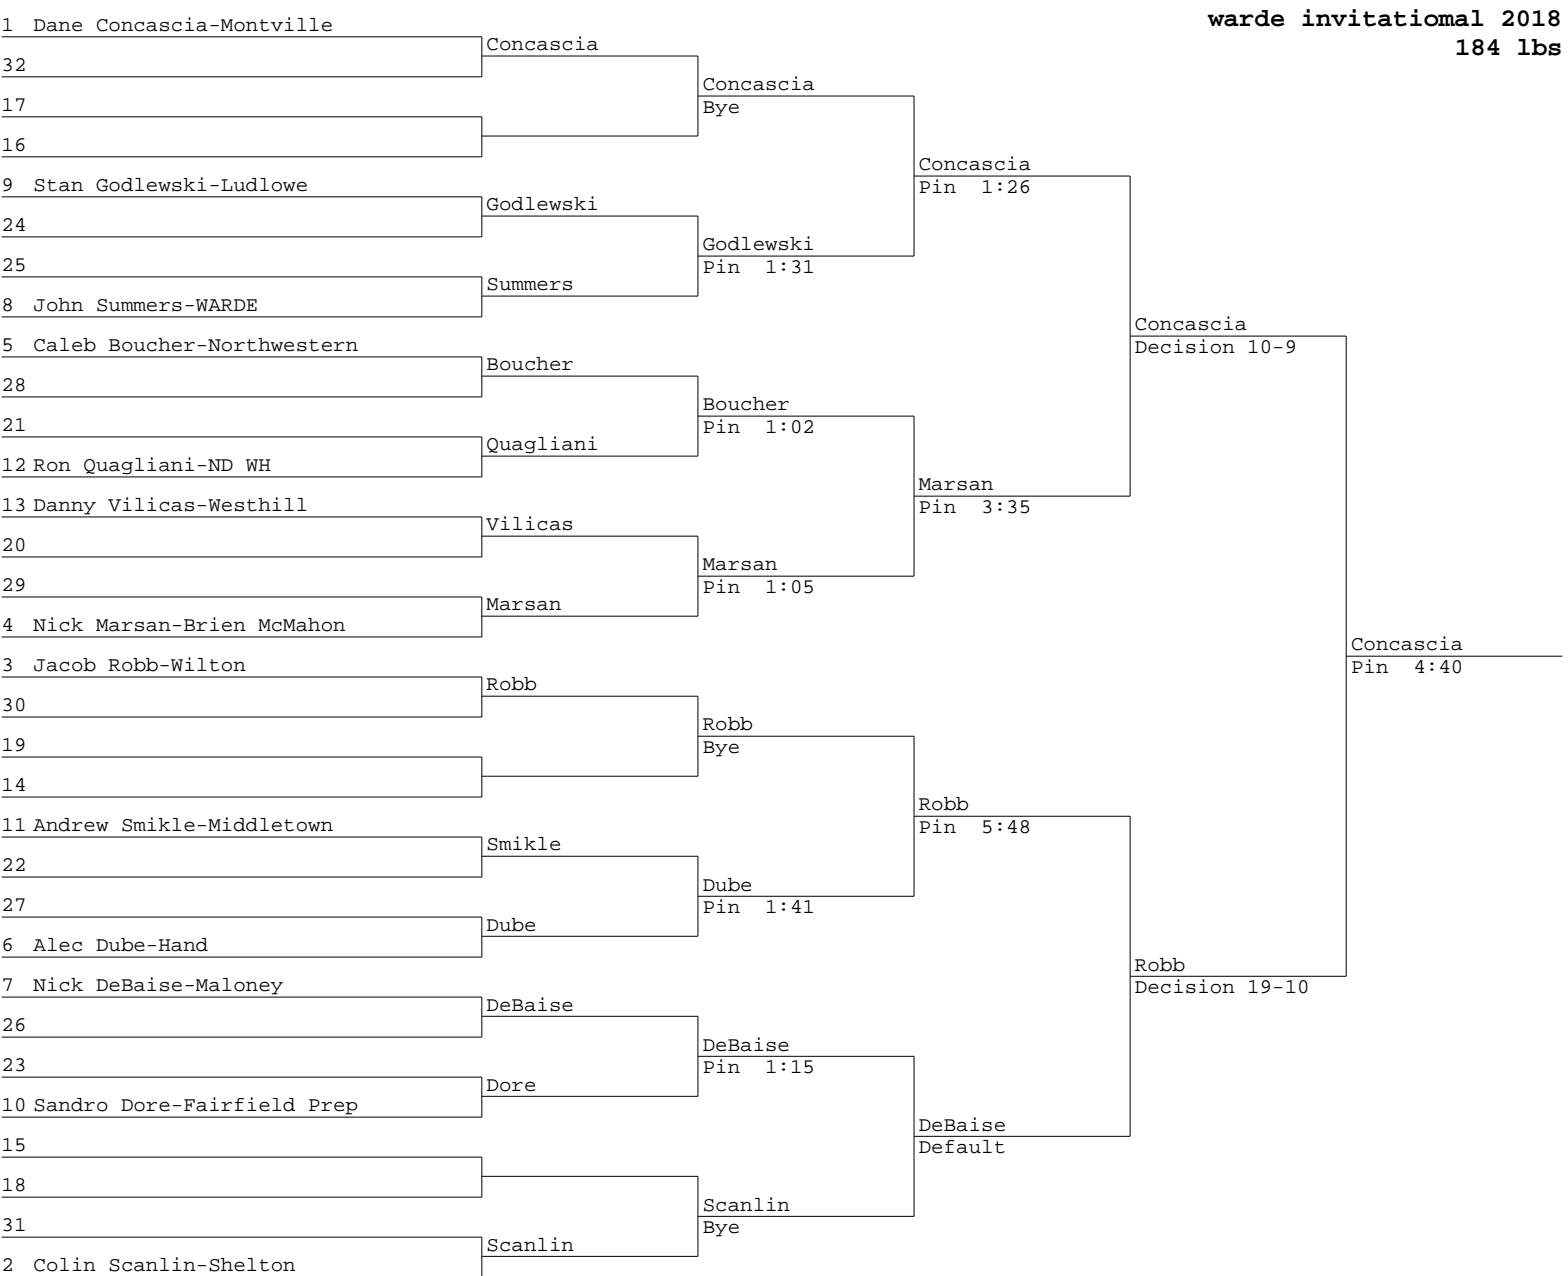 warde invitatiomal 2018
184 lbs
1 Dane Concascia-Montville
32
17
16
9 Stan Godlewski-Ludlowe
24
25
8 John Summers-WARDE
5 Caleb Boucher-Northwestern
28
21
12 Ron Quagliani-ND WH
13 Danny Vilicas-Westhill
20
29
4 Nick Marsan-Brien McMahon
3 Jacob Robb-Wilton
30
19
14
11 Andrew Smikle-Middletown
22
27
6 Alec Dube-Hand
7 Nick DeBaise-Maloney
26
23
10 Sandro Dore-Fairfield Prep
15
18
31
2 Colin Scanlin-Shelton
Concascia
Godlewski
Summers
Boucher
Quagliani
Vilicas
Marsan
Robb
Smikle
Dube
DeBaise
Dore
Scanlin
Concascia
Bye
Godlewski
Pin 1:31
Boucher
Pin 1:02
Marsan
Pin 1:05
Robb
Bye
Dube
Pin 1:41
DeBaise
Pin 1:15
Scanlin
Bye
Concascia
Pin 1:26
Marsan
Pin 3:35
Robb
Pin 5:48
DeBaise
Default
Concascia
Decision 10-9
Robb
Decision 19-10
Concascia
Pin 4:40